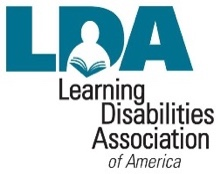 LDA
Learning
Disabilities
Association
of America